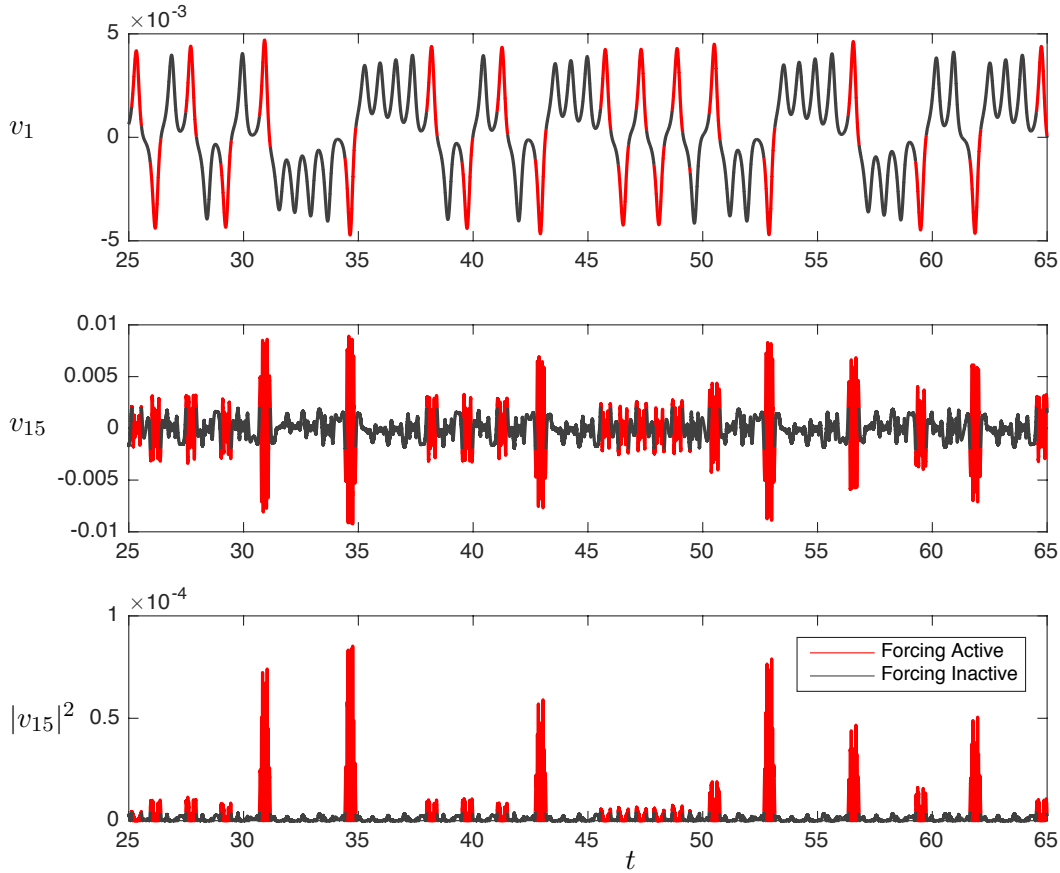 ×10⁻³
5
v₁
0
-5
25 30 35 40 45 50 55 60 65
0.01
0.005
v₁₅
0
-0.005
-0.01
25 30 35 40 45 50 55 60 65
×10⁻⁴
1
Forcing Active
Forcing Inactive
|v₁₅|²
0.5
0
25 30 35 40 45 50 55 60 65
t